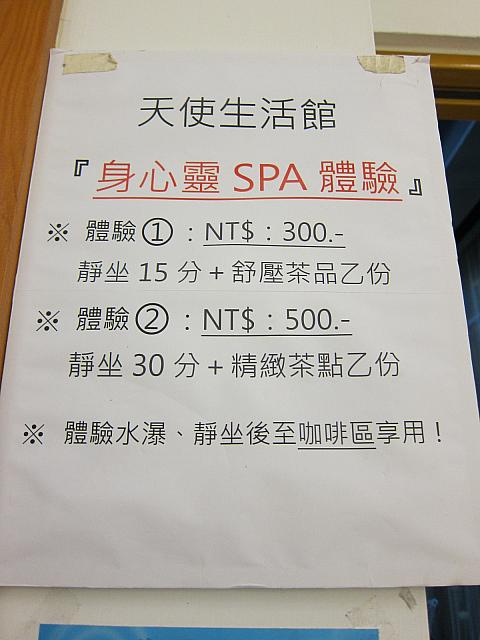 天使生活館
『身心靈 SPA 體驗』
※ 體驗① : NT$ : 300.-
靜坐 15 分 + 舒壓茶品乙份
※ 體驗② : NT$ : 500.-
靜坐 30 分 + 精緻茶點乙份
※ 體驗水瀑、靜坐後至咖啡區享用！